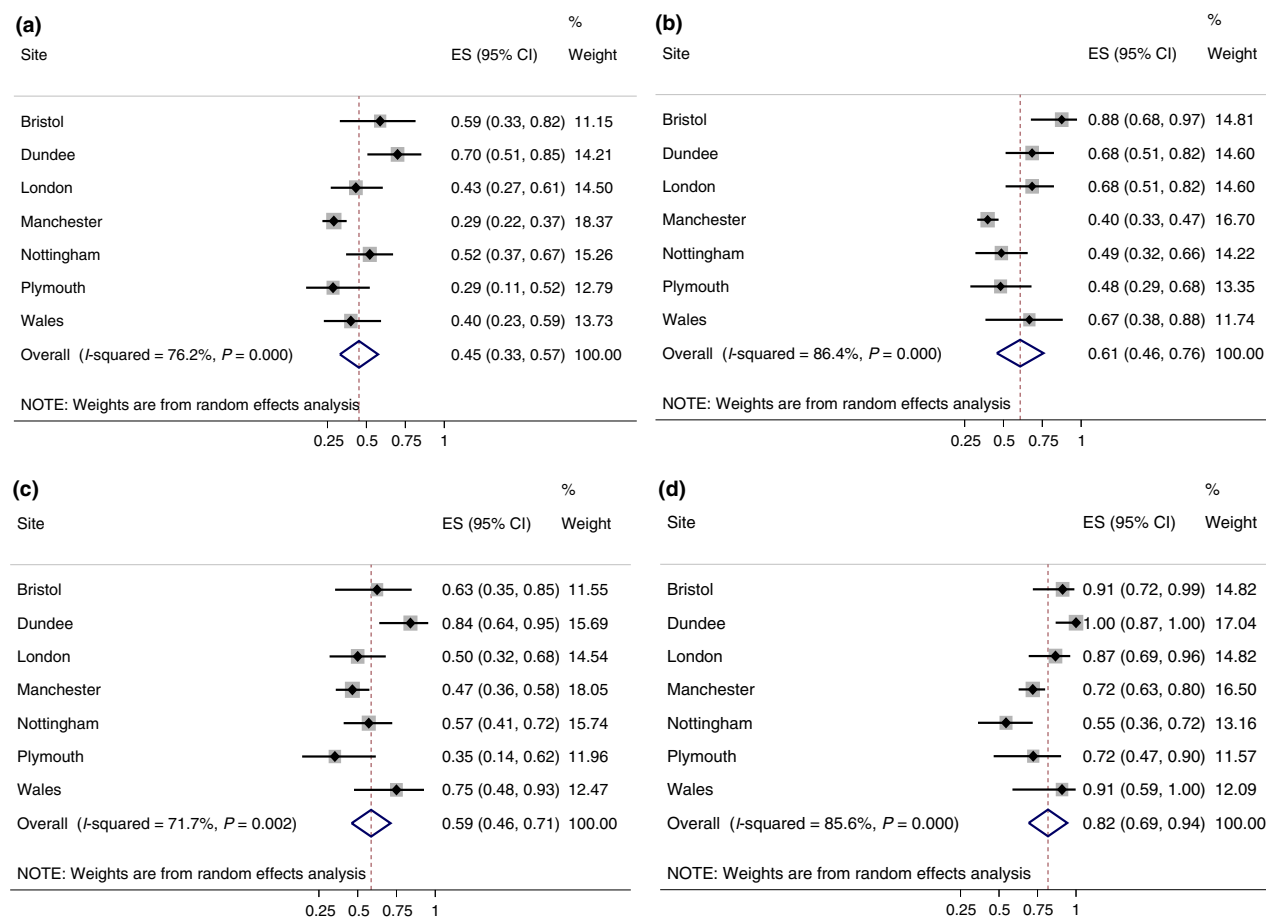 (a)
%
Site ES (95% CI) Weight
Bristol 0.59 (0.33, 0.82) 11.15
Dundee 0.70 (0.51, 0.85) 14.21
London 0.43 (0.27, 0.61) 14.50
Manchester 0.29 (0.22, 0.37) 18.37
Nottingham 0.52 (0.37, 0.67) 15.26
Plymouth 0.29 (0.11, 0.52) 12.79
Wales 0.40 (0.23, 0.59) 13.73
Overall (I-squared = 76.2%, P = 0.000) 0.45 (0.33, 0.57) 100.00
NOTE: Weights are from random effects analysis
0.25 0.5 0.75 1
(b)
%
Site ES (95% CI) Weight
Bristol 0.88 (0.68, 0.97) 14.81
Dundee 0.68 (0.51, 0.82) 14.60
London 0.68 (0.51, 0.82) 14.60
Manchester 0.40 (0.33, 0.47) 16.70
Nottingham 0.49 (0.32, 0.66) 14.22
Plymouth 0.48 (0.29, 0.68) 13.35
Wales 0.67 (0.38, 0.88) 11.74
Overall (I-squared = 86.4%, P = 0.000) 0.61 (0.46, 0.76) 100.00
NOTE: Weights are from random effects analysis
0.25 0.5 0.75 1
(c)
%
Site ES (95% CI) Weight
Bristol 0.63 (0.35, 0.85) 11.55
Dundee 0.84 (0.64, 0.95) 15.69
London 0.50 (0.32, 0.68) 14.54
Manchester 0.47 (0.36, 0.58) 18.05
Nottingham 0.57 (0.41, 0.72) 15.74
Plymouth 0.35 (0.14, 0.62) 11.96
Wales 0.75 (0.48, 0.93) 12.47
Overall (I-squared = 71.7%, P = 0.002) 0.59 (0.46, 0.71) 100.00
NOTE: Weights are from random effects analysis
0.25 0.5 0.75 1
(d)
%
Site ES (95% CI) Weight
Bristol 0.91 (0.72, 0.99) 14.82
Dundee 1.00 (0.87, 1.00) 17.04
London 0.87 (0.69, 0.96) 14.82
Manchester 0.72 (0.63, 0.80) 16.50
Nottingham 0.55 (0.36, 0.72) 13.16
Plymouth 0.72 (0.47, 0.90) 11.57
Wales 0.91 (0.59, 1.00) 12.09
Overall (I-squared = 85.6%, P = 0.000) 0.82 (0.69, 0.94) 100.00
NOTE: Weights are from random effects analysis
0.25 0.5 0.75 1